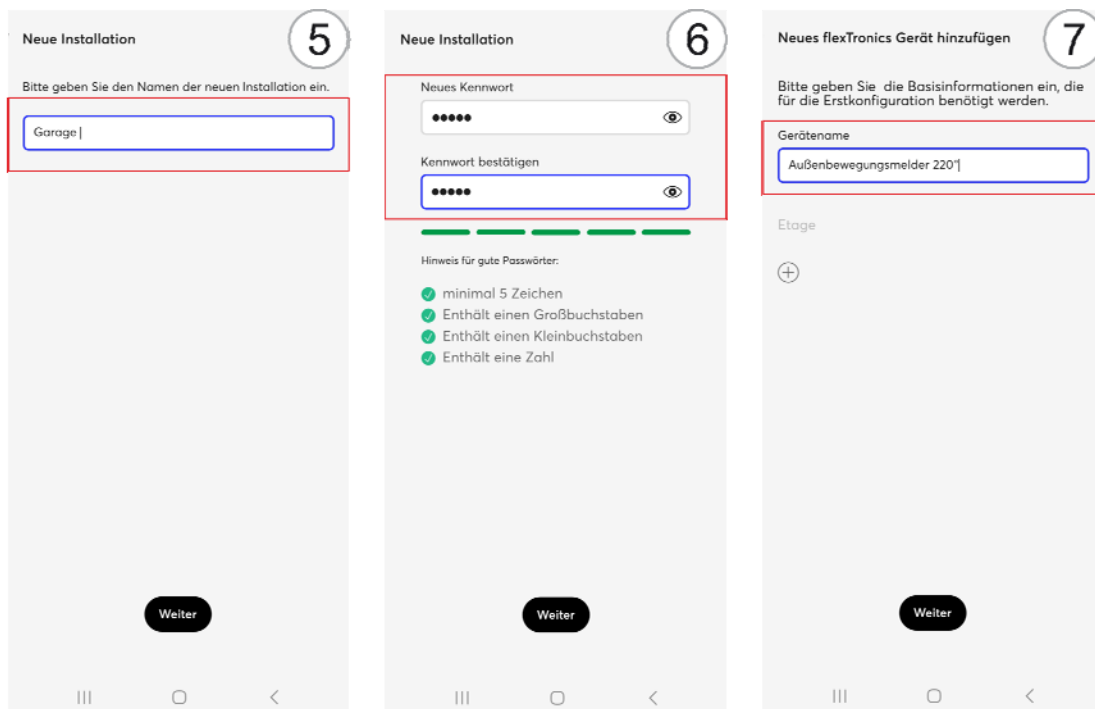 5
Neue Installation
Bitte geben Sie den Namen der neuen Installation ein.
Garage
6
Neue Installation
Neues Kennwort
•••••
Kennwort bestätigen
•••••
Hinweis für gute Passwörter:
minimal 5 Zeichen
Enthält einen Großbuchstaben
Enthält einen Kleinbuchstaben
Enthält eine Zahl
Weiter
7
Neues flexTronics Gerät hinzufügen
Bitte geben Sie die Basisinformationen ein, die
für die Erstkonfiguration benötigt werden.
Gerätename
Außenbewegungsmelder 220°
Etage
Weiter
Weiter